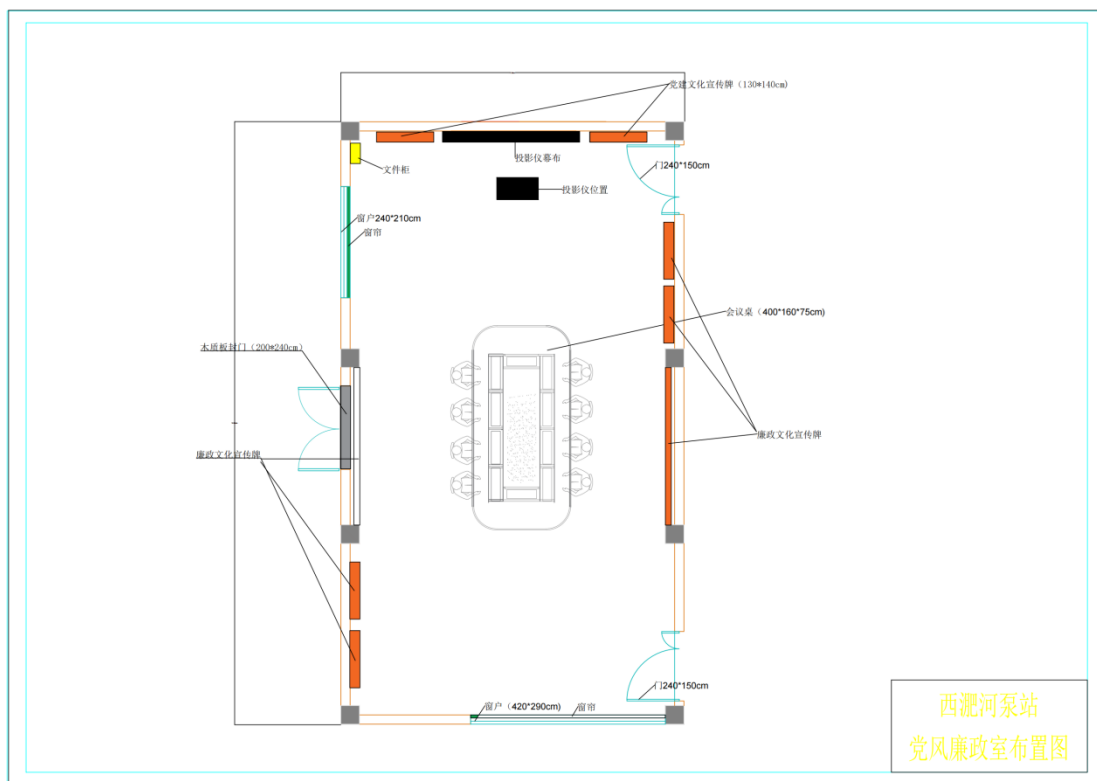 党建文化宣传牌（130*140cm)
投影仪幕布
文件柜
门240*150cm
投影仪位置
窗户240*210cm
窗帘
会议桌（400*160*75cm)
木质板封门（200*240cm）
廉政文化宣传牌
廉政文化宣传牌
门240*150cm
窗户（420*290cm)
窗帘
西淝河泵站
党风廉政室布置图